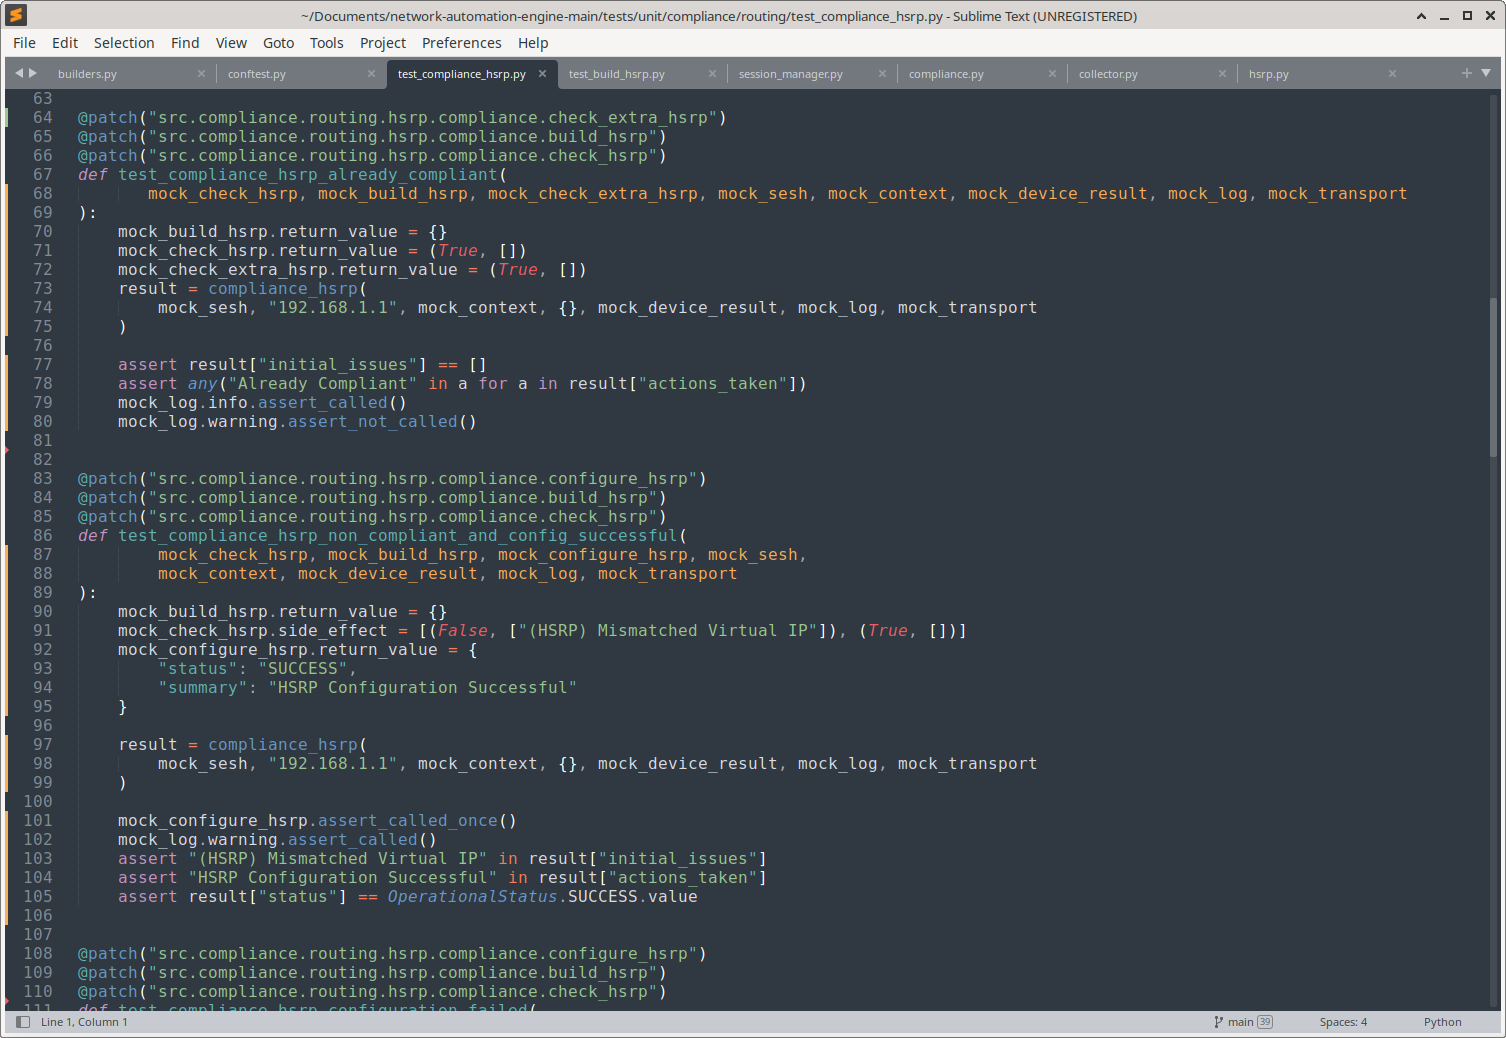 ~/Documents/network-automation-engine-main/tests/unit/compliance/routing/test_compliance_hsrp.py - Sublime Text (UNREGISTERED)
File Edit Selection Find View Goto Tools Project Preferences Help
builders.py conftest.py test_compliance_hsrp.py test_build_hsrp.py session_manager.py compliance.py collector.py hsrp.py
63
64 @patch("src.compliance.routing.hsrp.compliance.check_extra_hsrp")
65 @patch("src.compliance.routing.hsrp.compliance.build_hsrp")
66 @patch("src.compliance.routing.hsrp.compliance.check_hsrp")
67 def test_compliance_hsrp_already_compliant(
68 mock_check_hsrp, mock_build_hsrp, mock_check_extra_hsrp, mock_sesh, mock_context, mock_device_result, mock_log, mock_transport
69 ):
70 mock_build_hsrp.return_value = {}
71 mock_check_hsrp.return_value = (True, [])
72 mock_check_extra_hsrp.return_value = (True, [])
73 result = compliance_hsrp(
74 mock_sesh, "192.168.1.1", mock_context, {}, mock_device_result, mock_log, mock_transport
75 )
76
77 assert result["initial_issues"] == []
78 assert any("Already Compliant" in a for a in result["actions_taken"])
79 mock_log.info.assert_called()
80 mock_log.warning.assert_not_called()
81
82
83 @patch("src.compliance.routing.hsrp.compliance.configure_hsrp")
84 @patch("src.compliance.routing.hsrp.compliance.build_hsrp")
85 @patch("src.compliance.routing.hsrp.compliance.check_hsrp")
86 def test_compliance_hsrp_non_compliant_and_config_successful(
87 mock_check_hsrp, mock_build_hsrp, mock_configure_hsrp, mock_sesh,
88 mock_context, mock_device_result, mock_log, mock_transport
89 ):
90 mock_build_hsrp.return_value = {}
91 mock_check_hsrp.side_effect = [(False, ["(HSRP) Mismatched Virtual IP"]), (True, [])]
92 mock_configure_hsrp.return_value = {
93 "status": "SUCCESS",
94 "summary": "HSRP Configuration Successful"
95 }
96
97 result = compliance_hsrp(
98 mock_sesh, "192.168.1.1", mock_context, {}, mock_device_result, mock_log, mock_transport
99 )
100
101 mock_configure_hsrp.assert_called_once()
102 mock_log.warning.assert_called()
103 assert "(HSRP) Mismatched Virtual IP" in result["initial_issues"]
104 assert "HSRP Configuration Successful" in result["actions_taken"]
105 assert result["status"] == OperationalStatus.SUCCESS.value
106
107
108 @patch("src.compliance.routing.hsrp.compliance.configure_hsrp")
109 @patch("src.compliance.routing.hsrp.compliance.build_hsrp")
110 @patch("src.compliance.routing.hsrp.compliance.check_hsrp")
111 def test_compliance_hsrp_configuration_failed(
Line 1, Column 1 main 39 Spaces: 4 Python